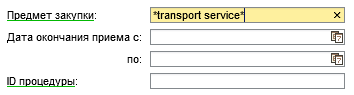 Предмет закупки: *transport service*
Дата окончания приема с:
по:
ID процедуры: